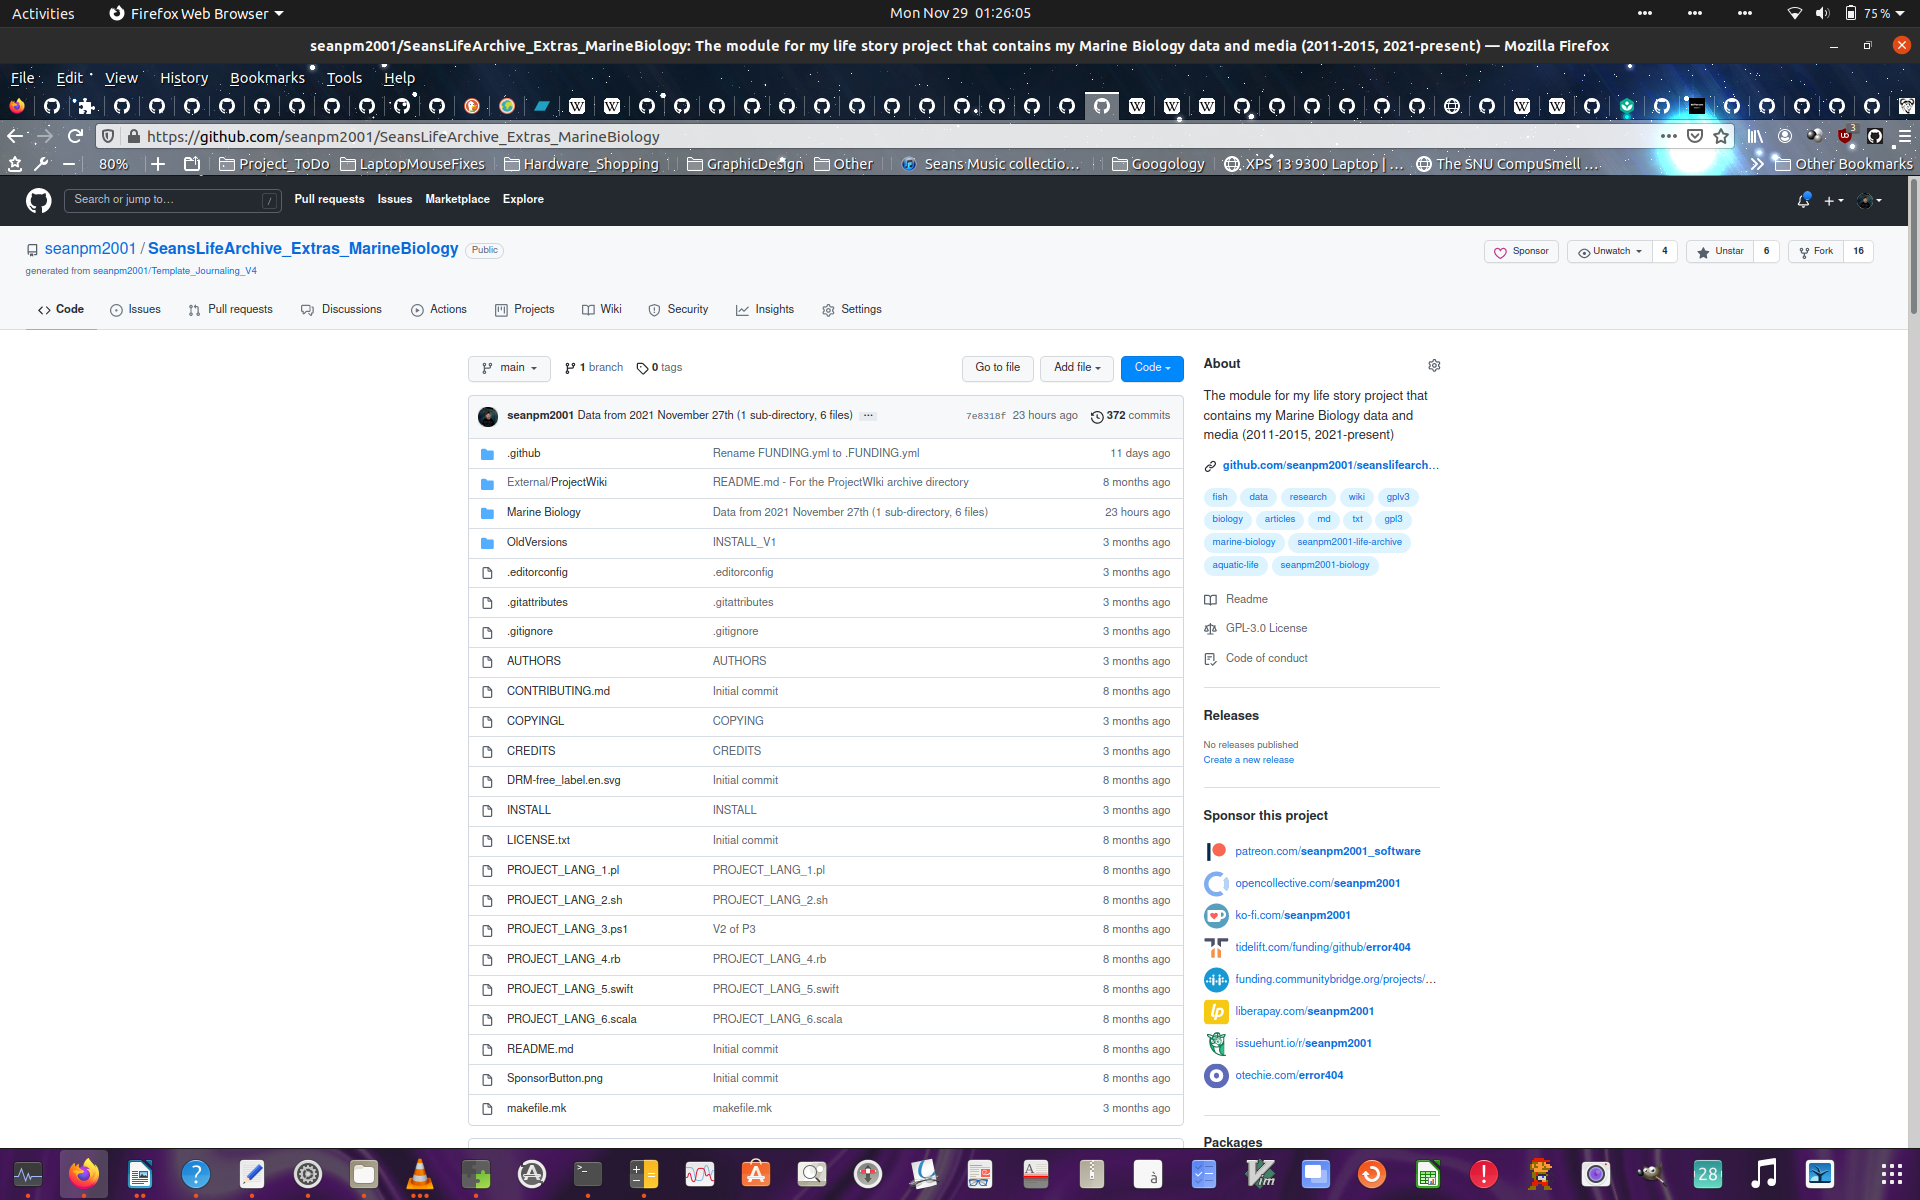 Activities Firefox Web Browser Mon Nov 29 01:26:05 75 %
seanpm2001/SeansLifeArchive_Extras_MarineBiology: The module for my life story project that contains my Marine Biology data and media (2011-2015, 2021-present) — Mozilla Firefox
File Edit View History Bookmarks Tools Help
https://github.com/seanpm2001/SeansLifeArchive_Extras_MarineBiology 3
80% Project_ToDo LaptopMouseFixes Hardware_Shopping GraphicDesign Other Seans Music collectio… Googology XPS 13 9300 Laptop | … The SNU CompuSmell … Other Bookmarks
Search or jump to… / Pull requests Issues Marketplace Explore
seanpm2001 / SeansLifeArchive_Extras_MarineBiology Public Sponsor Unwatch 4 Unstar 6 Fork 16
generated from seanpm2001/Template_Journaling_V4
Code Issues Pull requests Discussions Actions Projects Wiki Security Insights Settings
main 1 branch 0 tags Go to file Add file Code
seanpm2001 Data from 2021 November 27th (1 sub-directory, 6 files) … 7e8318f 23 hours ago 372 commits
.github Rename FUNDING.yml to .FUNDING.yml 11 days ago
External/ProjectWiki README.md - For the ProjectWIki archive directory 8 months ago
Marine Biology Data from 2021 November 27th (1 sub-directory, 6 files) 23 hours ago
OldVersions INSTALL_V1 3 months ago
.editorconfig .editorconfig 3 months ago
.gitattributes .gitattributes 3 months ago
.gitignore .gitignore 3 months ago
AUTHORS AUTHORS 3 months ago
CONTRIBUTING.md Initial commit 8 months ago
COPYINGL COPYING 3 months ago
CREDITS CREDITS 3 months ago
DRM-free_label.en.svg Initial commit 8 months ago
INSTALL INSTALL 3 months ago
LICENSE.txt Initial commit 8 months ago
PROJECT_LANG_1.pl PROJECT_LANG_1.pl 8 months ago
PROJECT_LANG_2.sh PROJECT_LANG_2.sh 8 months ago
PROJECT_LANG_3.ps1 V2 of P3 8 months ago
PROJECT_LANG_4.rb PROJECT_LANG_4.rb 8 months ago
PROJECT_LANG_5.swift PROJECT_LANG_5.swift 8 months ago
PROJECT_LANG_6.scala PROJECT_LANG_6.scala 8 months ago
README.md Initial commit 8 months ago
SponsorButton.png Initial commit 8 months ago
makefile.mk makefile.mk 3 months ago
About
The module for my life story project that
contains my Marine Biology data and
media (2011-2015, 2021-present)
github.com/seanpm2001/seanslifearch…
fish data research wiki gplv3
biology articles md txt gpl3
marine-biology seanpm2001-life-archive
aquatic-life seanpm2001-biology
Readme
GPL-3.0 License
Code of conduct
Releases
No releases published
Create a new release
Sponsor this project
patreon.com/seanpm2001_software
opencollective.com/seanpm2001
ko-fi.com/seanpm2001
tidelift.com/funding/github/error404
funding.communitybridge.org/projects/…
liberapay.com/seanpm2001
issuehunt.io/r/seanpm2001
otechie.com/error404
Packages
28